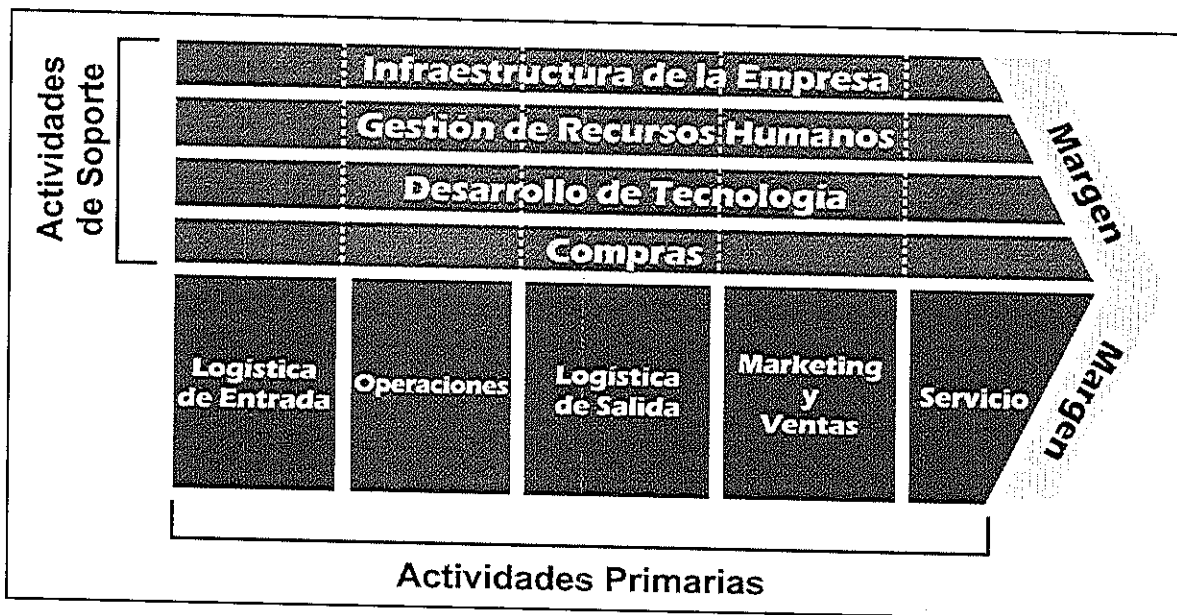 Actividades
de Soporte
Infraestructura de la Empresa
Gestión de Recursos Humanos
Desarrollo de Tecnología
Compras
Margen
Logística
de Entrada
Operaciones
Logística
de Salida
Marketing
y
Ventas
Servicio
Margen
Actividades Primarias